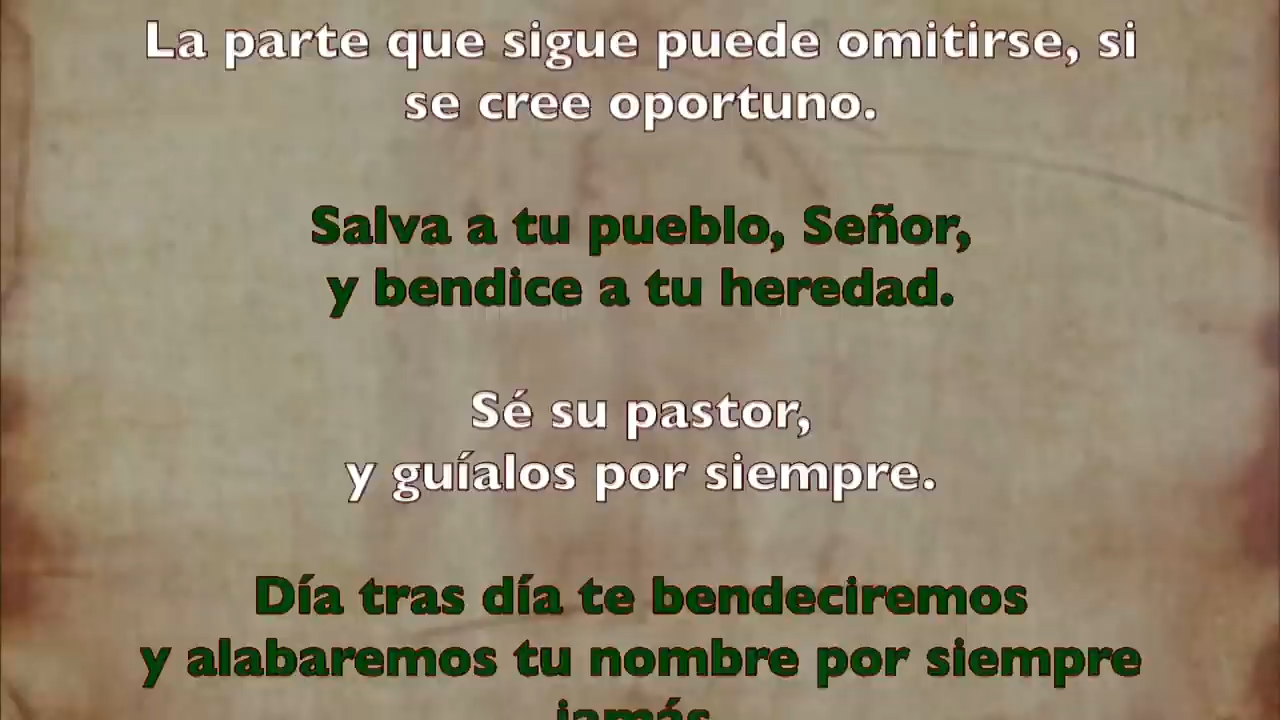 La parte que sigue puede omitirse, si
se cree oportuno.
Salva a tu pueblo, Señor,
y bendice a tu heredad.
Sé su pastor,
y guíalos por siempre.
Día tras día te bendeciremos
y alabaremos tu nombre por siempre
jamás.